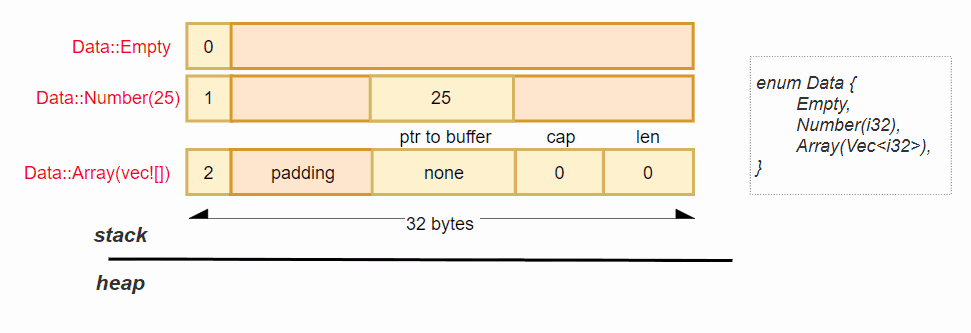 Data::Empty 0
Data::Number(25) 1 25
ptr to buffer cap len
Data::Array(vec![]) 2 padding none 0 0
32 bytes
stack
heap
enum Data {
Empty,
Number(i32),
Array(Vec<i32>),
}